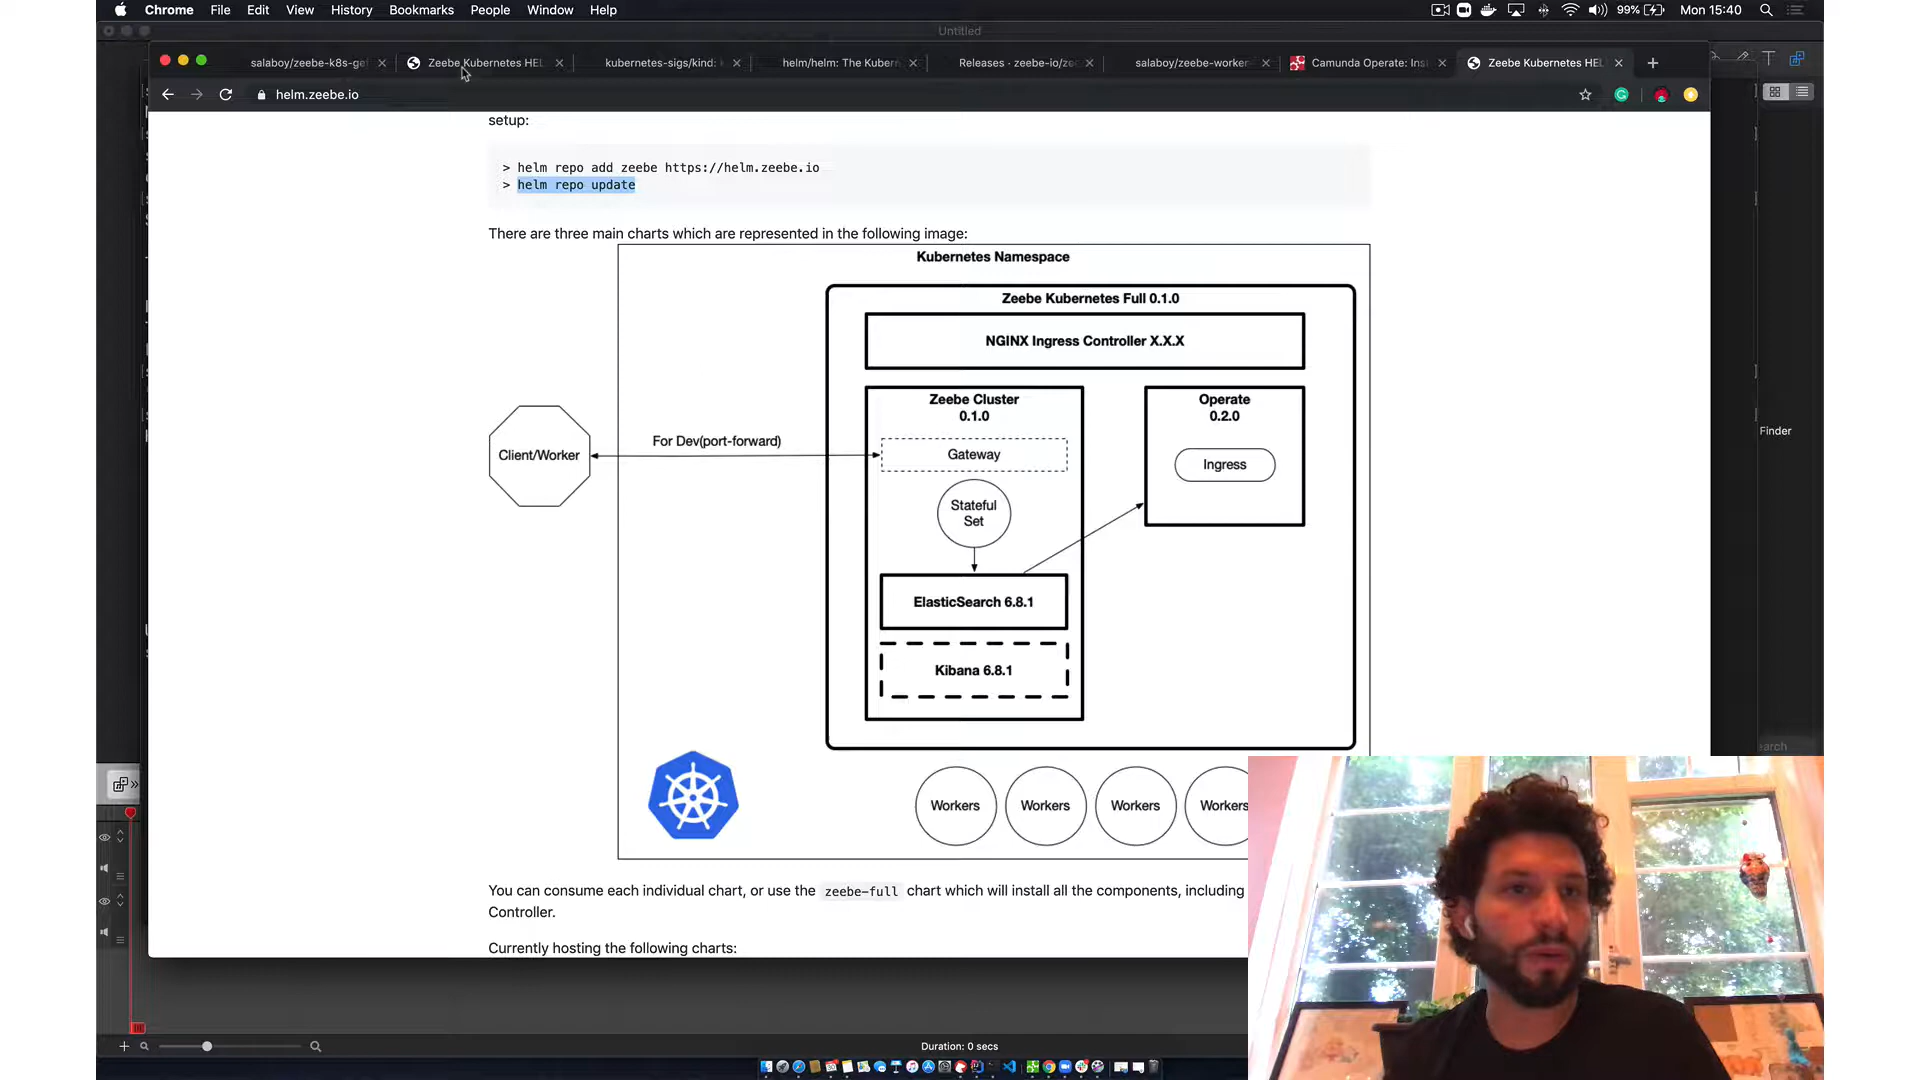 Chrome File Edit View History Bookmarks People Window Help
99% Mon 15:40
Untitled
salaboy/zeebe-k8s-ge
Zeebe Kubernetes HEL
kubernetes-sigs/kind:
helm/helm: The Kubern
Releases · zeebe-io/ze
salaboy/zeebe-worker
Camunda Operate: Ins
Zeebe Kubernetes HEL
helm.zeebe.io
setup:
> helm repo add zeebe https://helm.zeebe.io
> helm repo update
There are three main charts which are represented in the following image:
Kubernetes Namespace
Zeebe Kubernetes Full 0.1.0
NGINX Ingress Controller X.X.X
Zeebe Cluster
0.1.0
Operate
0.2.0
Client/Worker
For Dev(port-forward)
Gateway
Ingress
Stateful
Set
ElasticSearch 6.8.1
Kibana 6.8.1
Workers
Workers
Workers
Workers
You can consume each individual chart, or use the zeebe-full chart which will install all the components, including
Controller.
Currently hosting the following charts:
Finder
earch
Duration: 0 secs